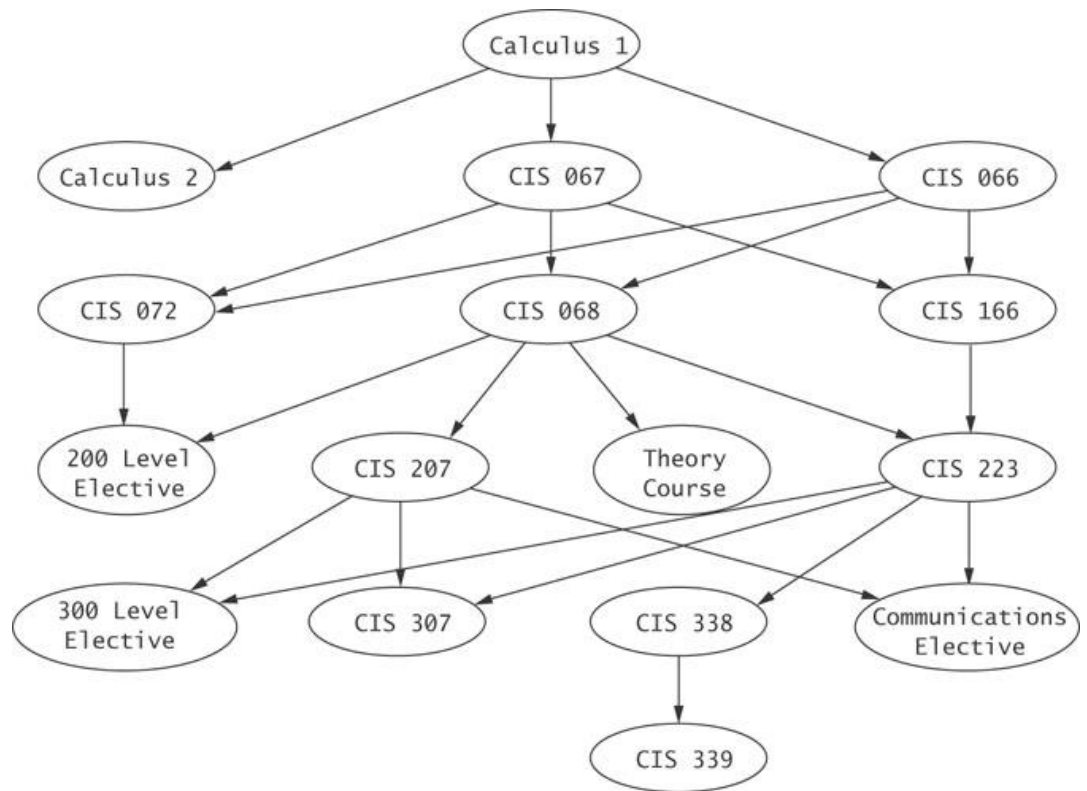 Calculus 1
Calculus 2
CIS 067
CIS 066
CIS 072
CIS 068
CIS 166
200 Level
Elective
CIS 207
Theory
Course
CIS 223
300 Level
Elective
CIS 307
CIS 338
Communications
Elective
CIS 339